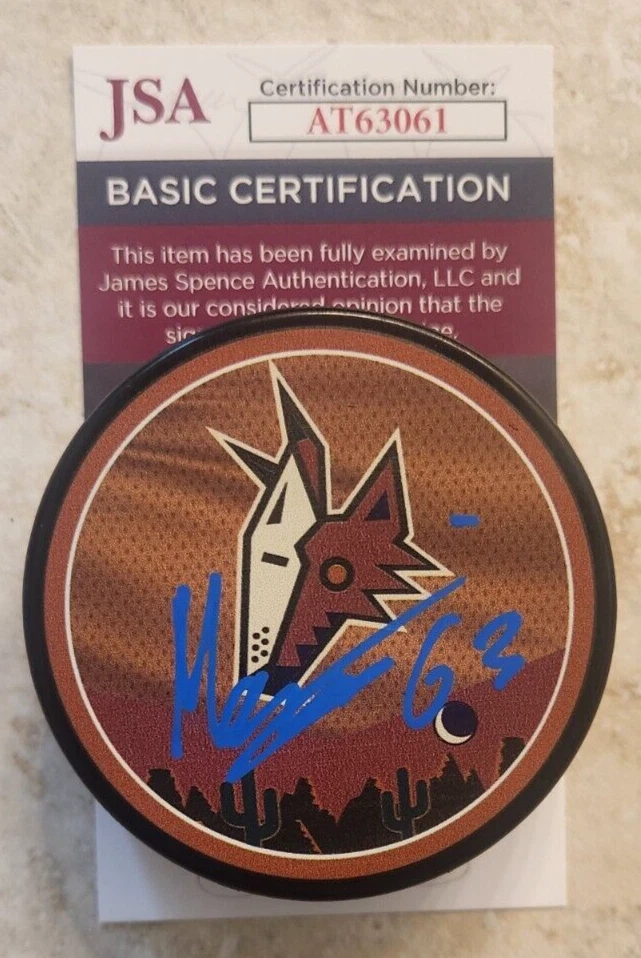 JSA
Certification Number:
AT63061
BASIC CERTIFICATION
This item has been fully examined by
James Spence Authentication, LLC and
it is our considered opinion that the
63